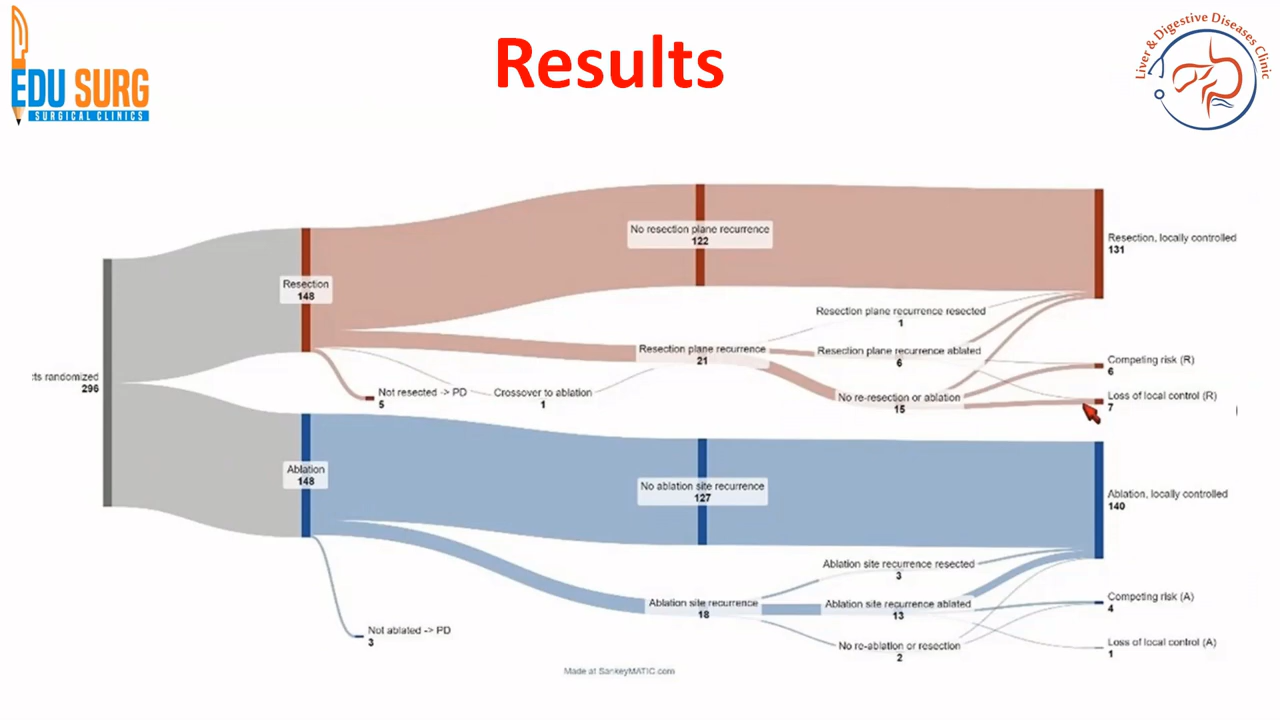 Results
EDU SURG
SURGICAL CLINICS
Liver & Digestive Diseases Clinic
No resection plane recurrence
122
Resection, locally controlled
131
Resection
148
Resection plane recurrence resected
1
Resection plane recurrence
21
Resection plane recurrence ablated
6
Competing risk (R)
6
cts randomized
296
Not resected -> PD
5
Crossover to ablation
1
No re-resection or ablation
15
Loss of local control (R)
7
Ablation
148
No ablation site recurrence
127
Ablation, locally controlled
140
Ablation site recurrence resected
3
Ablation site recurrence
18
Ablation site recurrence ablated
13
Competing risk (A)
4
Not ablated -> PD
3
No re-ablation or resection
2
Loss of local control (A)
1
Made at SankeyMATIC.com